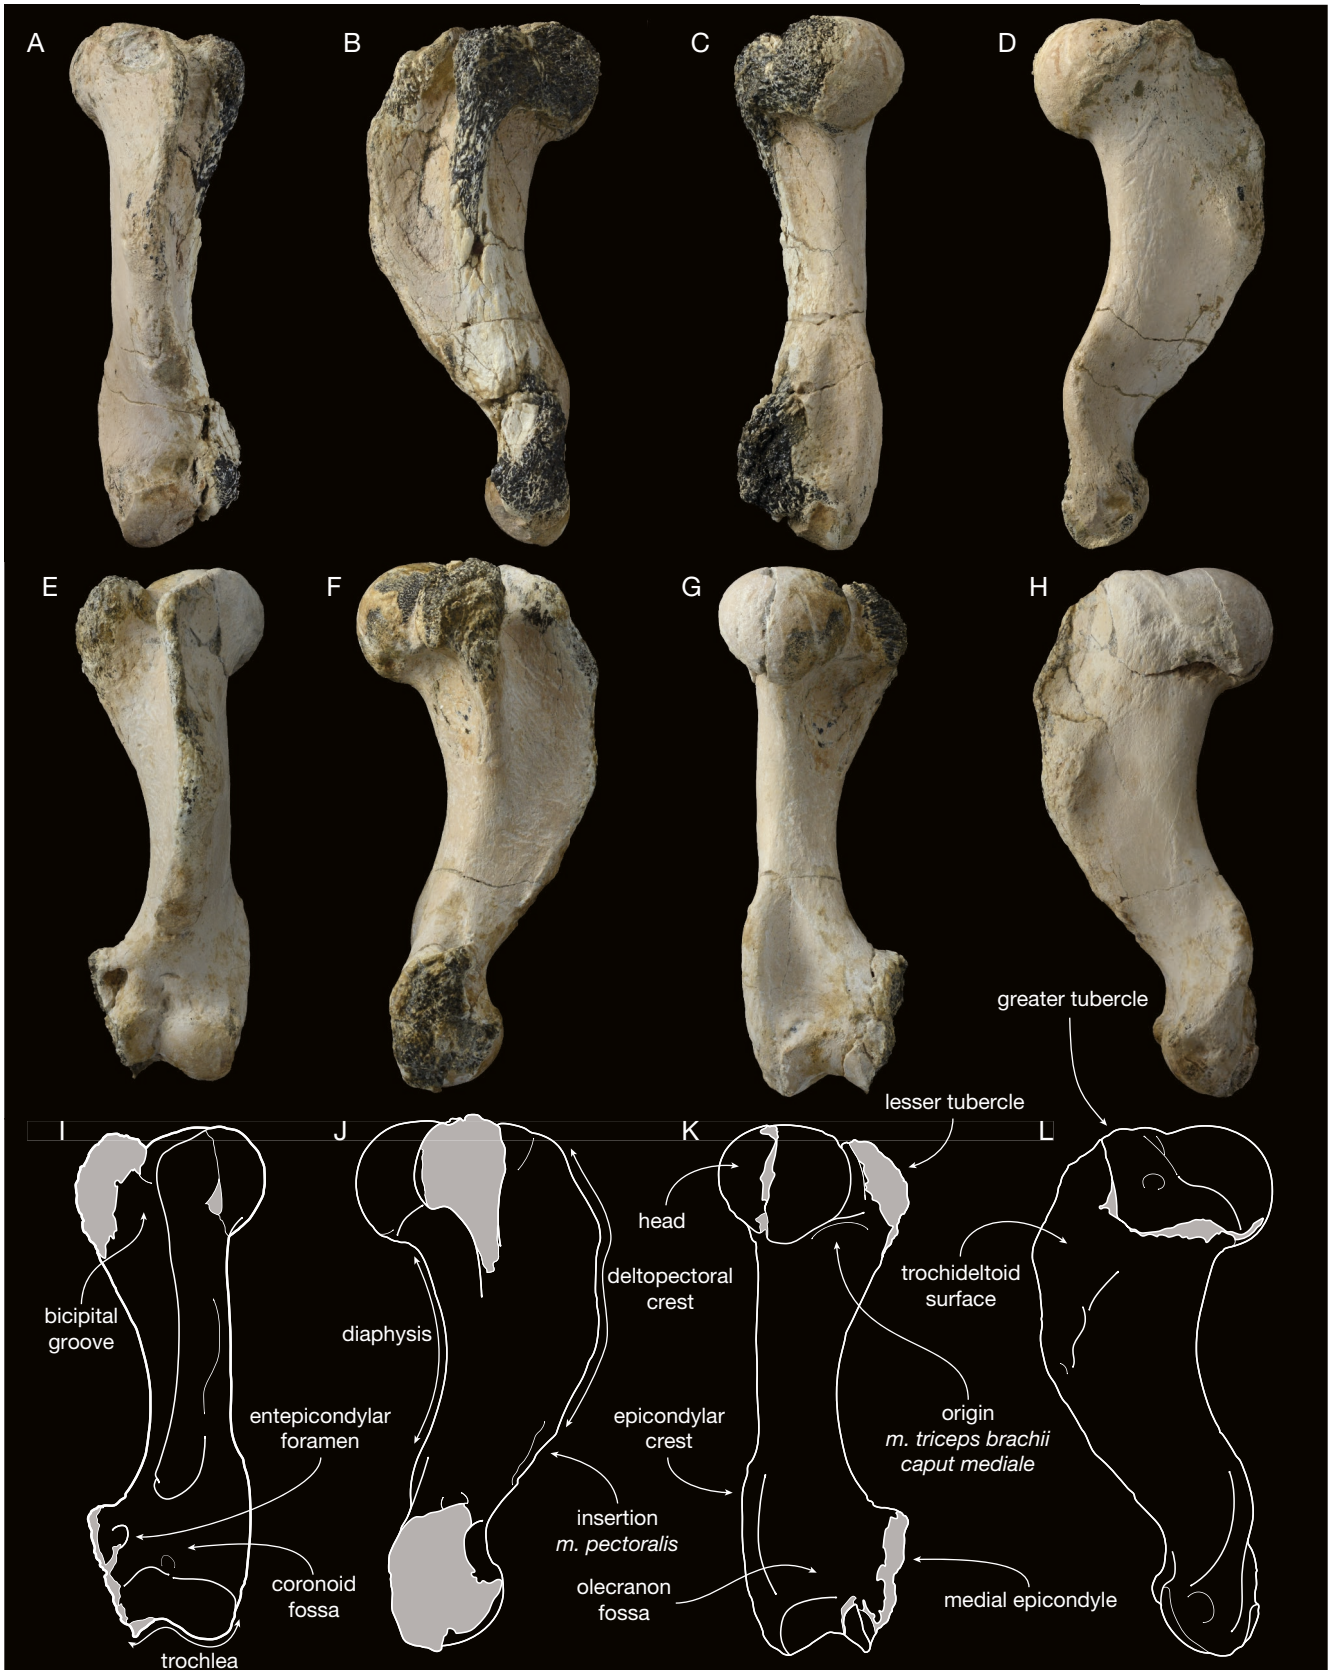 A
B
C
D
E
F
G
H
greater tubercle
lesser tubercle
I
J
K
L
head
deltopectoral
crest
trochideltoid
surface
bicipital
groove
diaphysis
entepicondylar
foramen
epicondylar
crest
origin
m. triceps brachii
caput mediale
insertion
m. pectoralis
coronoid
fossa
olecranon
fossa
medial epicondyle
trochlea